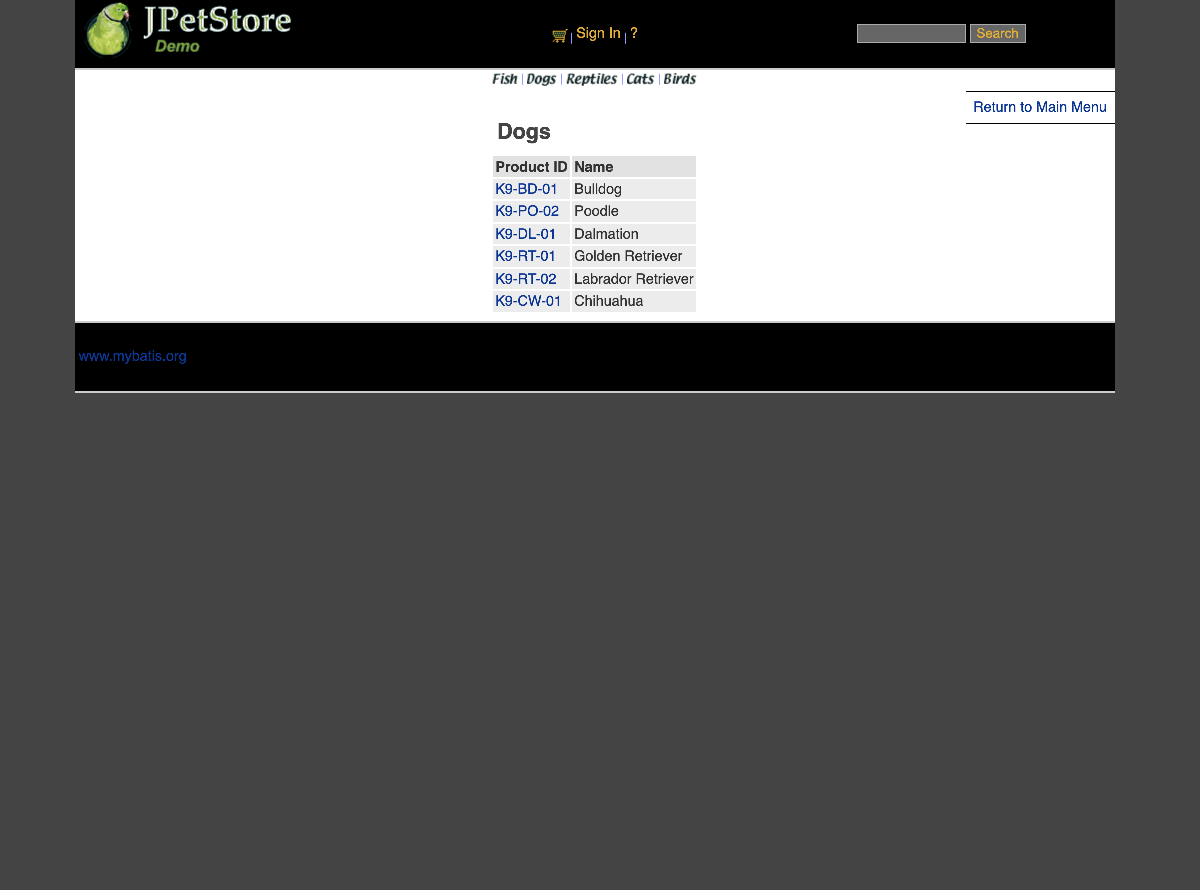 JPetStore
Demo
Sign In ?
Search
Fish | Dogs | Reptiles | Cats | Birds
Return to Main Menu
Dogs
Product ID Name
K9-BD-01 Bulldog
K9-PO-02 Poodle
K9-DL-01 Dalmation
K9-RT-01 Golden Retriever
K9-RT-02 Labrador Retriever
K9-CW-01 Chihuahua
www.mybatis.org